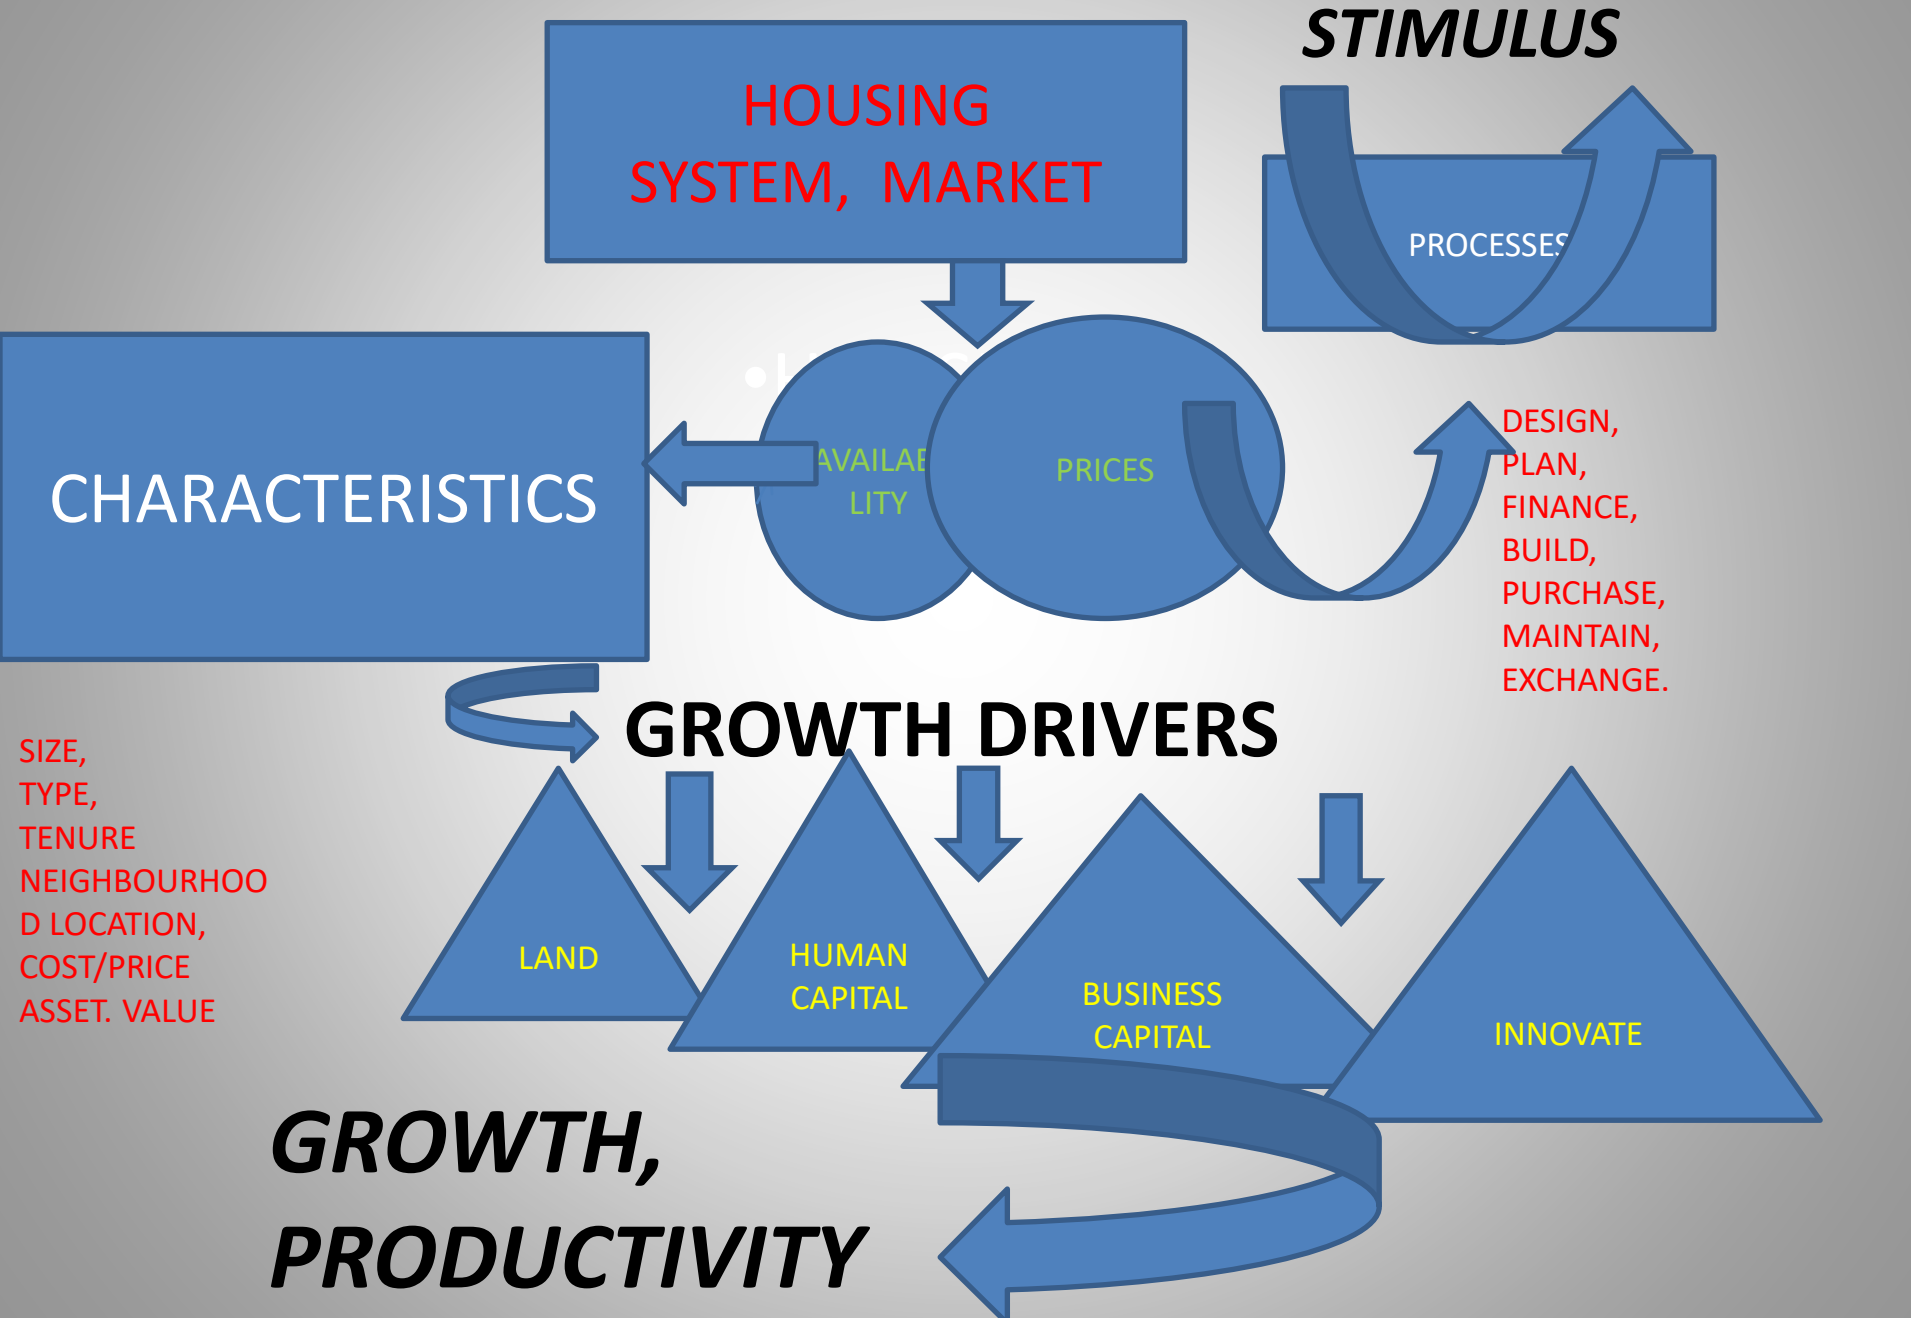 STIMULUS
HOUSING
SYSTEM, MARKET
PROCESSES
CHARACTERISTICS
LITY
PRICES
DESIGN,
PLAN,
FINANCE,
BUILD,
PURCHASE,
MAINTAIN,
EXCHANGE.
GROWTH DRIVERS
SIZE,
TYPE,
TENURE
NEIGHBOURHOO
D LOCATION,
COST/PRICE
ASSET. VALUE
LAND
HUMAN
CAPITAL
BUSINESS
CAPITAL
INNOVATE
GROWTH,
PRODUCTIVITY